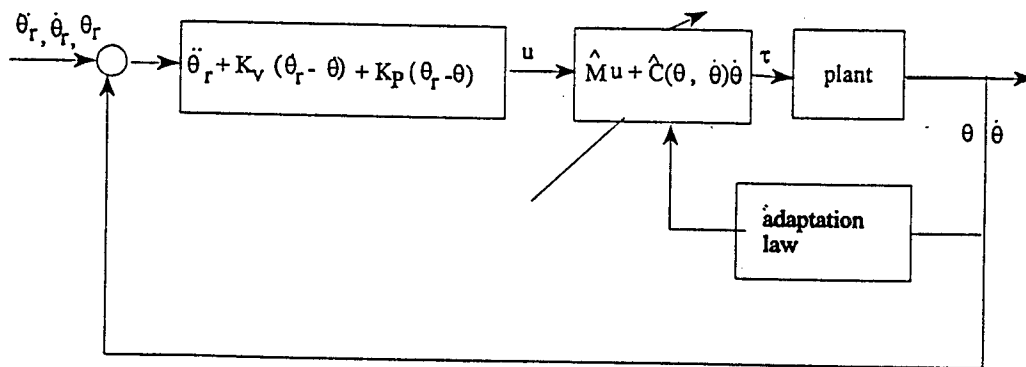 θ̈r, θ̇r, θr
θ̈r + Kv (θ̇r - θ̇) + KP (θr - θ)
u
M̂u + Ĉ(θ, θ̇)θ̇
τ
plant
θ θ̇
adaptation
law